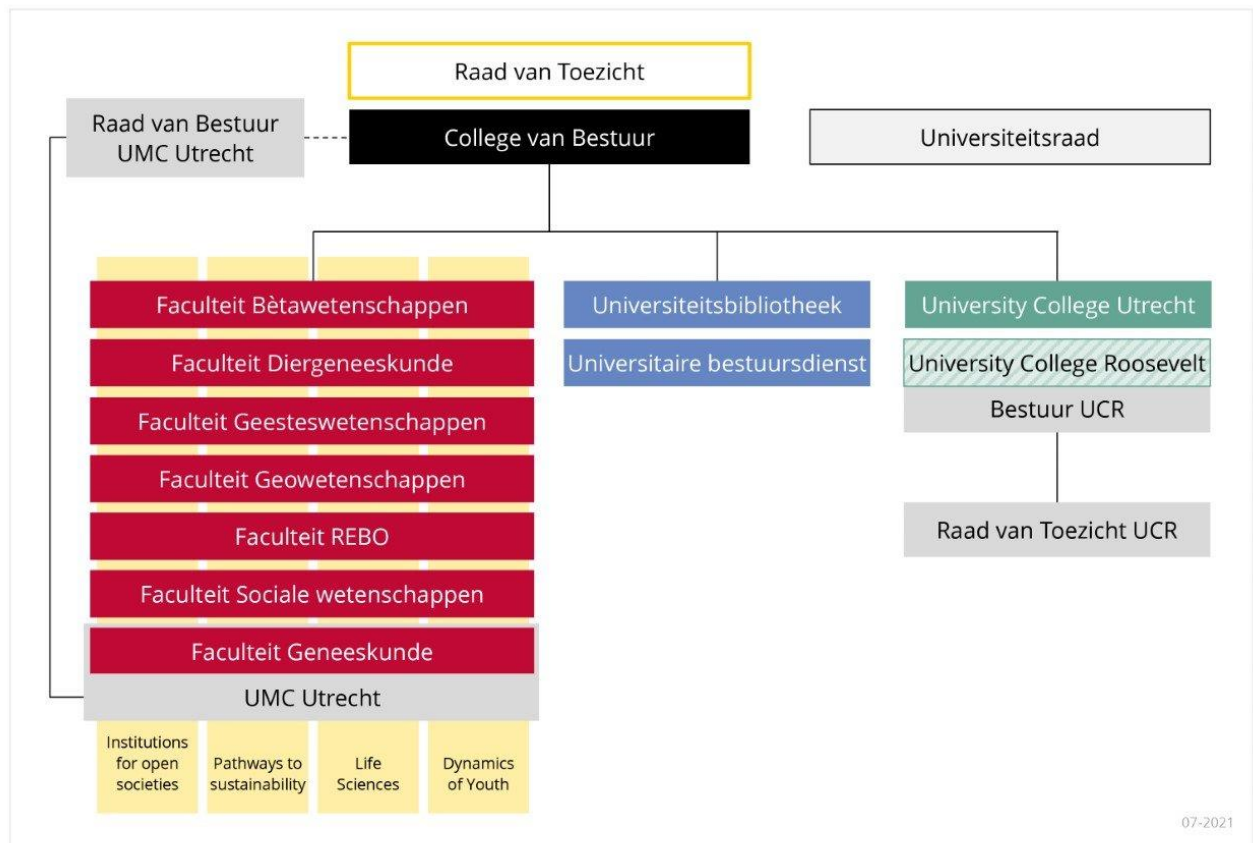 Raad van Toezicht
Raad van Bestuur
UMC Utrecht
College van Bestuur
Universiteitsraad
Faculteit Bètawetenschappen
Faculteit Diergeneeskunde
Faculteit Geesteswetenschappen
Faculteit Geowetenschappen
Faculteit REBO
Faculteit Sociale wetenschappen
Faculteit Geneeskunde
UMC Utrecht
Institutions
for open
societies
Pathways to
sustainability
Life
Sciences
Dynamics
of Youth
Universiteitsbibliotheek
Universitaire bestuursdienst
University College Utrecht
University College Roosevelt
Bestuur UCR
Raad van Toezicht UCR
07-2021